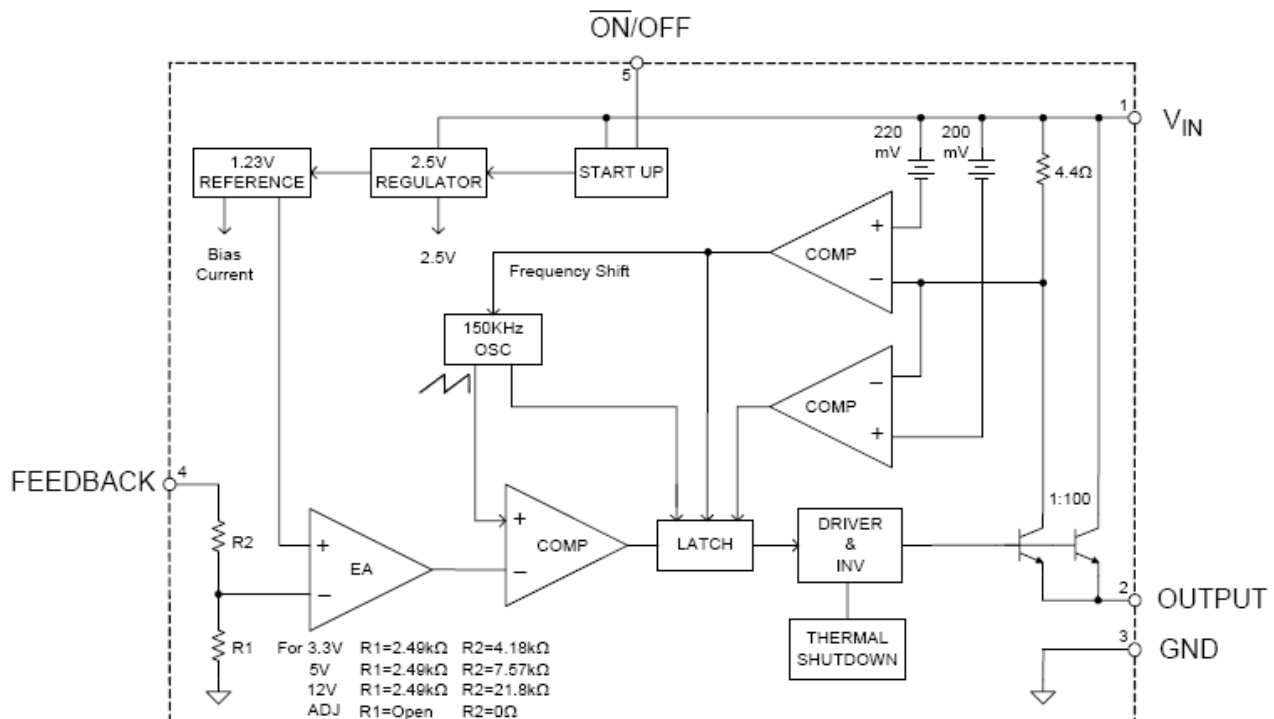 ON/OFF
5
1
VIN
220
mV
200
mV
1.23V
REFERENCE
2.5V
REGULATOR
START UP
4.4Ω
Bias
Current
2.5V
+
COMP
−
Frequency Shift
150KHz
OSC
−
COMP
+
FEEDBACK
4
1:100
R2
+
EA
−
+
COMP
−
LATCH
DRIVER
&
INV
2
OUTPUT
R1
THERMAL
SHUTDOWN
3
GND
For 3.3V R1=2.49kΩ R2=4.18kΩ
5V R1=2.49kΩ R2=7.57kΩ
12V R1=2.49kΩ R2=21.8kΩ
ADJ R1=Open R2=0Ω